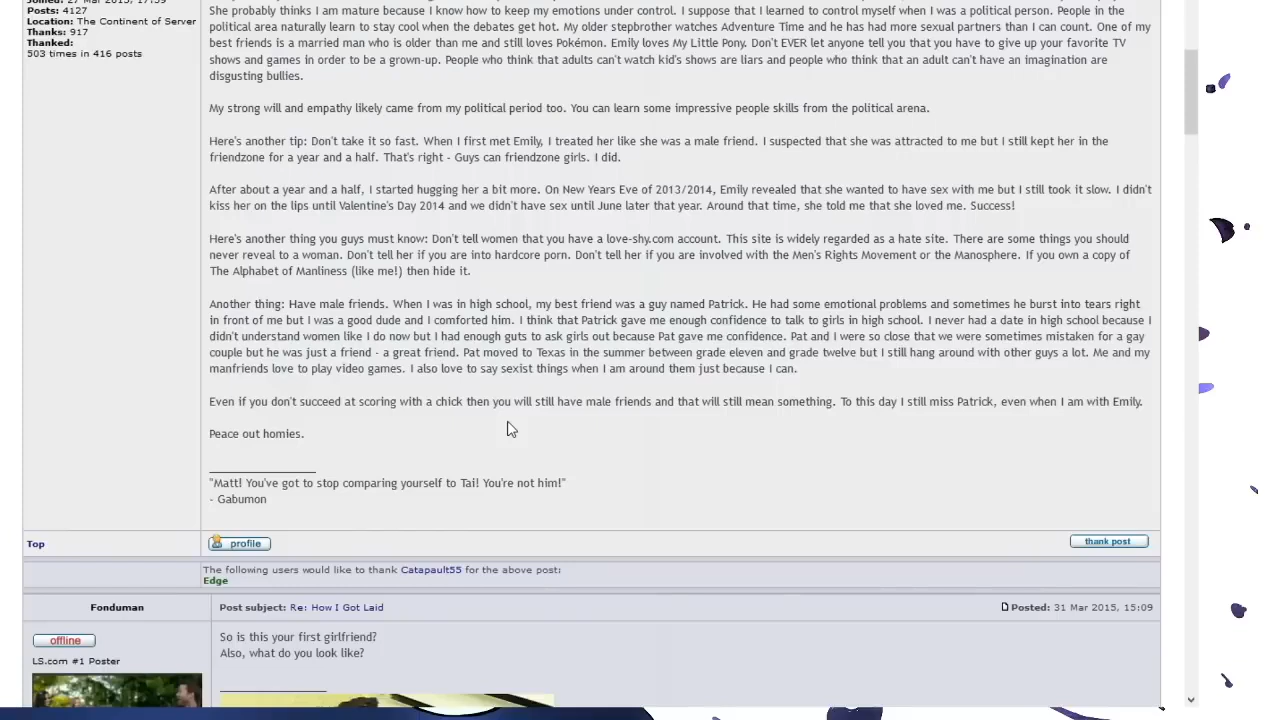 Joined: 27 Mar 2015, 17:59
Posts: 4127
Location: The Continent of Server
Thanks: 917
Thanked:
503 times in 416 posts
She probably thinks I am mature because I know how to keep my emotions under control. I suppose that I learned to control myself when I was a political person. People in the
political area naturally learn to stay cool when the debates get hot. My older stepbrother watches Adventure Time and he has had more sexual partners than I can count. One of my
best friends is a married man who is older than me and still loves Pokémon. Emily loves My Little Pony. Don't EVER let anyone tell you that you have to give up your favorite TV
shows and games in order to be a grown-up. People who think that adults can't watch kid's shows are liars and people who think that an adult can't have an imagination are
disgusting bullies.
My strong will and empathy likely came from my political period too. You can learn some impressive people skills from the political arena.
Here's another tip: Don't take it so fast. When I first met Emily, I treated her like she was a male friend. I suspected that she was attracted to me but I still kept her in the
friendzone for a year and a half. That's right - Guys can friendzone girls. I did.
After about a year and a half, I started hugging her a bit more. On New Years Eve of 2013/2014, Emily revealed that she wanted to have sex with me but I still took it slow. I didn't
kiss her on the lips until Valentine's Day 2014 and we didn't have sex until June later that year. Around that time, she told me that she loved me. Success!
Here's another thing you guys must know: Don't tell women that you have a love-shy.com account. This site is widely regarded as a hate site. There are some things you should
never reveal to a woman. Don't tell her if you are into hardcore porn. Don't tell her if you are involved with the Men's Rights Movement or the Manosphere. If you own a copy of
The Alphabet of Manliness (like me!) then hide it.
Another thing: Have male friends. When I was in high school, my best friend was a guy named Patrick. He had some emotional problems and sometimes he burst into tears right
in front of me but I was a good dude and I comforted him. I think that Patrick gave me enough confidence to talk to girls in high school. I never had a date in high school because I
didn't understand women like I do now but I had enough guts to ask girls out because Pat gave me confidence. Pat and I were so close that we were sometimes mistaken for a gay
couple but he was just a friend - a great friend. Pat moved to Texas in the summer between grade eleven and grade twelve but I still hang around with other guys a lot. Me and my
manfriends love to play video games. I also love to say sexist things when I am around them just because I can.
Even if you don't succeed at scoring with a chick then you will still have male friends and that will still mean something. To this day I still miss Patrick, even when I am with Emily.
Peace out homies.
"Matt! You've got to stop comparing yourself to Tai! You're not him!"
- Gabumon
Top
profile
thank post
The following users would like to thank Catapault55 for the above post:
Edge
Fonduman
Post subject: Re: How I Got Laid
Posted: 31 Mar 2015, 15:09
offline
LS.com #1 Poster
So is this your first girlfriend?
Also, what do you look like?